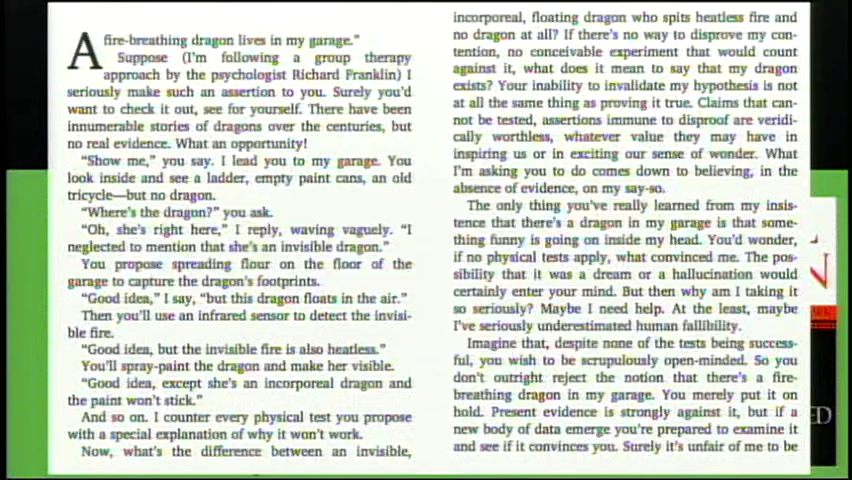 A fire-breathing dragon lives in my garage."
Suppose (I'm following a group therapy
approach by the psychologist Richard Franklin) I
seriously make such an assertion to you. Surely you'd
want to check it out, see for yourself. There have been
innumerable stories of dragons over the centuries, but
no real evidence. What an opportunity!
"Show me," you say. I lead you to my garage. You
look inside and see a ladder, empty paint cans, an old
tricycle—but no dragon.
"Where's the dragon?" you ask.
"Oh, she's right here," I reply, waving vaguely. "I
neglected to mention that she's an invisible dragon."
You propose spreading flour on the floor of the
garage to capture the dragon's footprints.
"Good idea," I say, "but this dragon floats in the air."
Then you'll use an infrared sensor to detect the invisi-
ble fire.
"Good idea, but the invisible fire is also heatless."
You'll spray-paint the dragon and make her visible.
"Good idea, except she's an incorporeal dragon and
the paint won't stick."
And so on. I counter every physical test you propose
with a special explanation of why it won't work.
Now, what's the difference between an invisible,
incorporeal, floating dragon who spits heatless fire and
no dragon at all? If there's no way to disprove my con-
tention, no conceivable experiment that would count
against it, what does it mean to say that my dragon
exists? Your inability to invalidate my hypothesis is not
at all the same thing as proving it true. Claims that can-
not be tested, assertions immune to disproof are veridi-
cally worthless, whatever value they may have in
inspiring us or in exciting our sense of wonder. What
I'm asking you to do comes down to believing, in the
absence of evidence, on my say-so.
The only thing you've really learned from my insis-
tence that there's a dragon in my garage is that some-
thing funny is going on inside my head. You'd wonder,
if no physical tests apply, what convinced me. The pos-
sibility that it was a dream or a hallucination would
certainly enter your mind. But then why am I taking it
so seriously? Maybe I need help. At the least, maybe
I've seriously underestimated human fallibility.
Imagine that, despite none of the tests being success-
ful, you wish to be scrupulously open-minded. So you
don't outright reject the notion that there's a fire-
breathing dragon in my garage. You merely put it on
hold. Present evidence is strongly against it, but if a
new body of data emerge you're prepared to examine it
and see if it convinces you. Surely it's unfair of me to be
N
ED